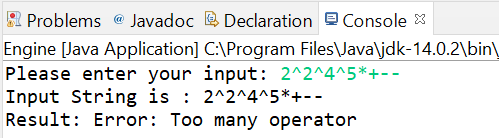 Problems @ Javadoc Declaration Console
Engine [Java Application] C:\Program Files\Java\jdk-14.0.2\bin\
Please enter your input: 2^2^4^5*+--
Input String is : 2^2^4^5*+--
Result: Error: Too many operator